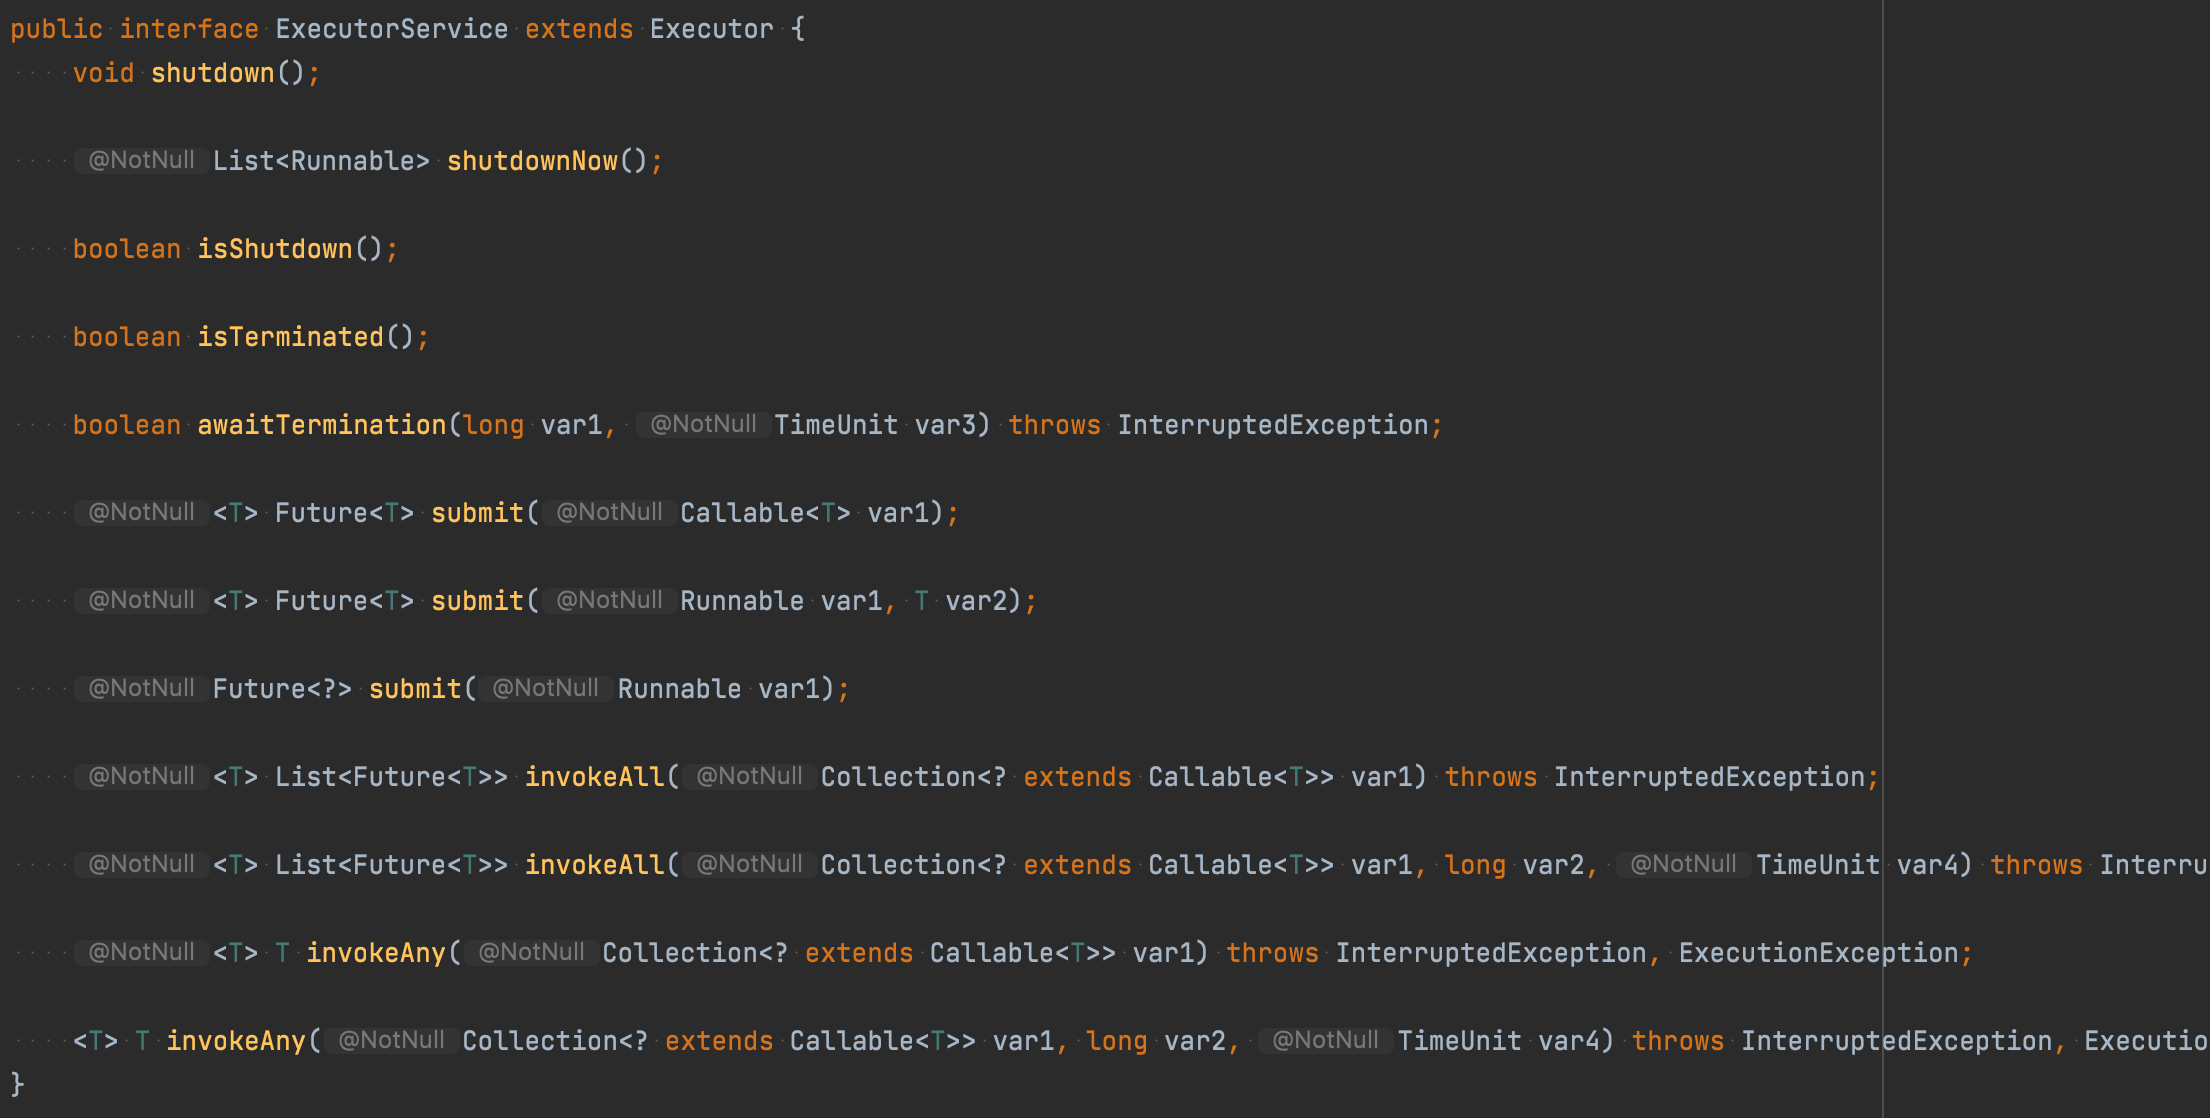 public interface ExecutorService extends Executor {
void shutdown();
@NotNull List<Runnable> shutdownNow();
boolean isShutdown();
boolean isTerminated();
boolean awaitTermination(long var1, @NotNull TimeUnit var3) throws InterruptedException;
@NotNull <T> Future<T> submit( @NotNull Callable<T> var1);
@NotNull <T> Future<T> submit( @NotNull Runnable var1, T var2);
@NotNull Future<?> submit( @NotNull Runnable var1);
@NotNull <T> List<Future<T>> invokeAll( @NotNull Collection<? extends Callable<T>> var1) throws InterruptedException;
@NotNull <T> List<Future<T>> invokeAll( @NotNull Collection<? extends Callable<T>> var1, long var2, @NotNull TimeUnit var4) throws Interru
@NotNull <T> T invokeAny( @NotNull Collection<? extends Callable<T>> var1) throws InterruptedException, ExecutionException;
<T> T invokeAny( @NotNull Collection<? extends Callable<T>> var1, long var2, @NotNull TimeUnit var4) throws InterruptedException, Executio
}